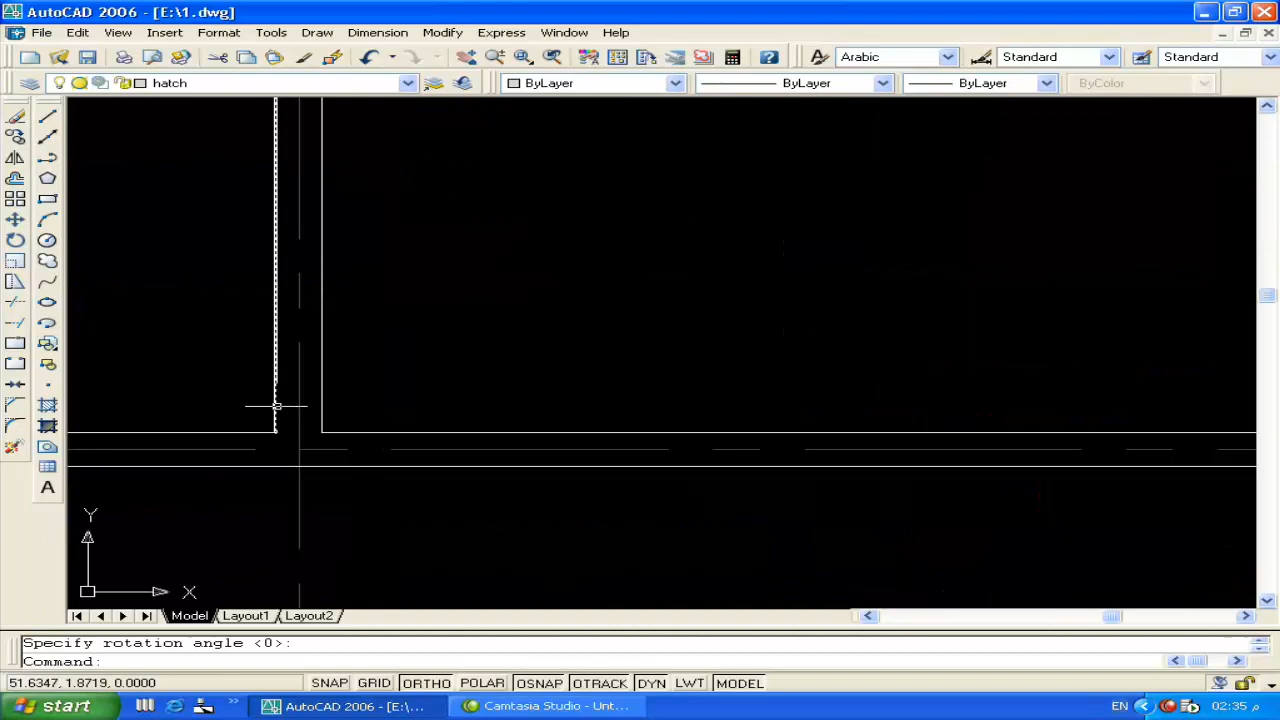 AutoCAD 2006 - [E:\1.dwg]
File Edit View Insert Format Tools Draw Dimension Modify Express Window Help
Arabic Standard Standard
hatch ByLayer ByLayer ByLayer ByColor
A
Y
X
Model Layout1 Layout2
Specify rotation angle <0>:
Command:
51.6347, 1.8719, 0.0000 SNAP GRID ORTHO POLAR OSNAP OTRACK DYN LWT MODEL
start AutoCAD 2006 - [E:\... Camtasia Studio - Unt... EN 02:35 م